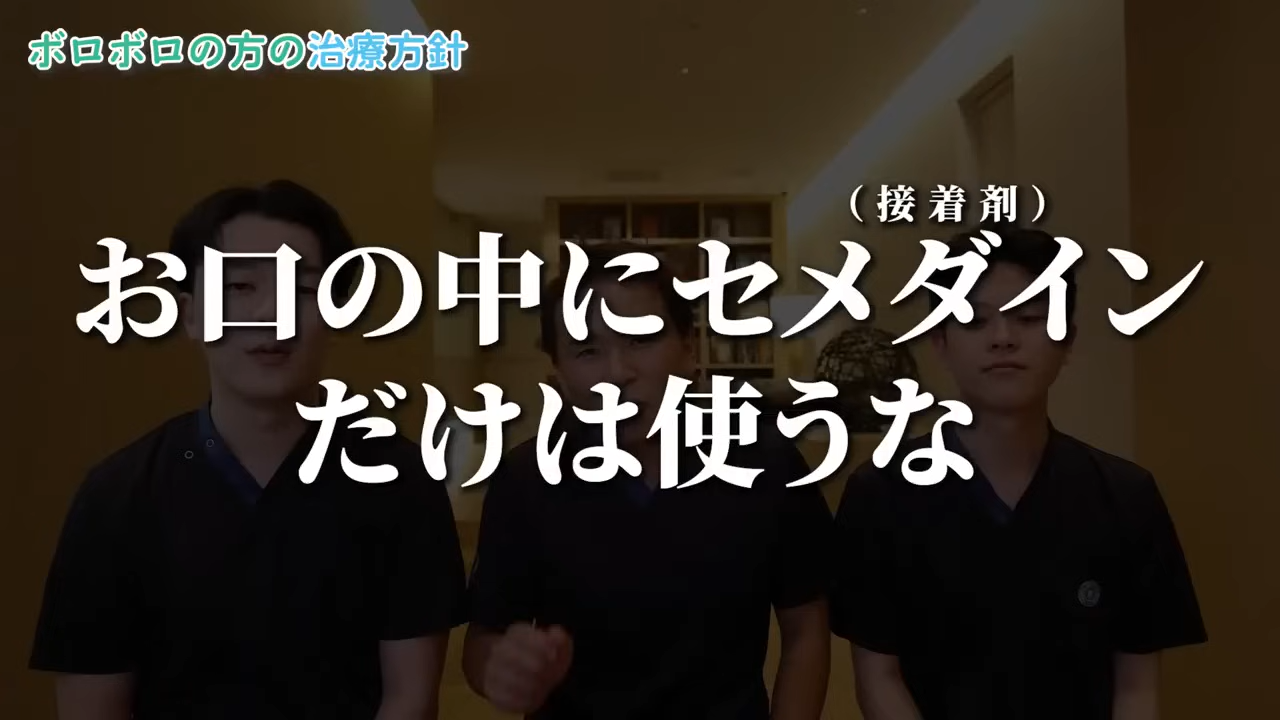 ボロボロの方の治療方針
（接着剤）
お口の中にセメダイン
だけは使うな